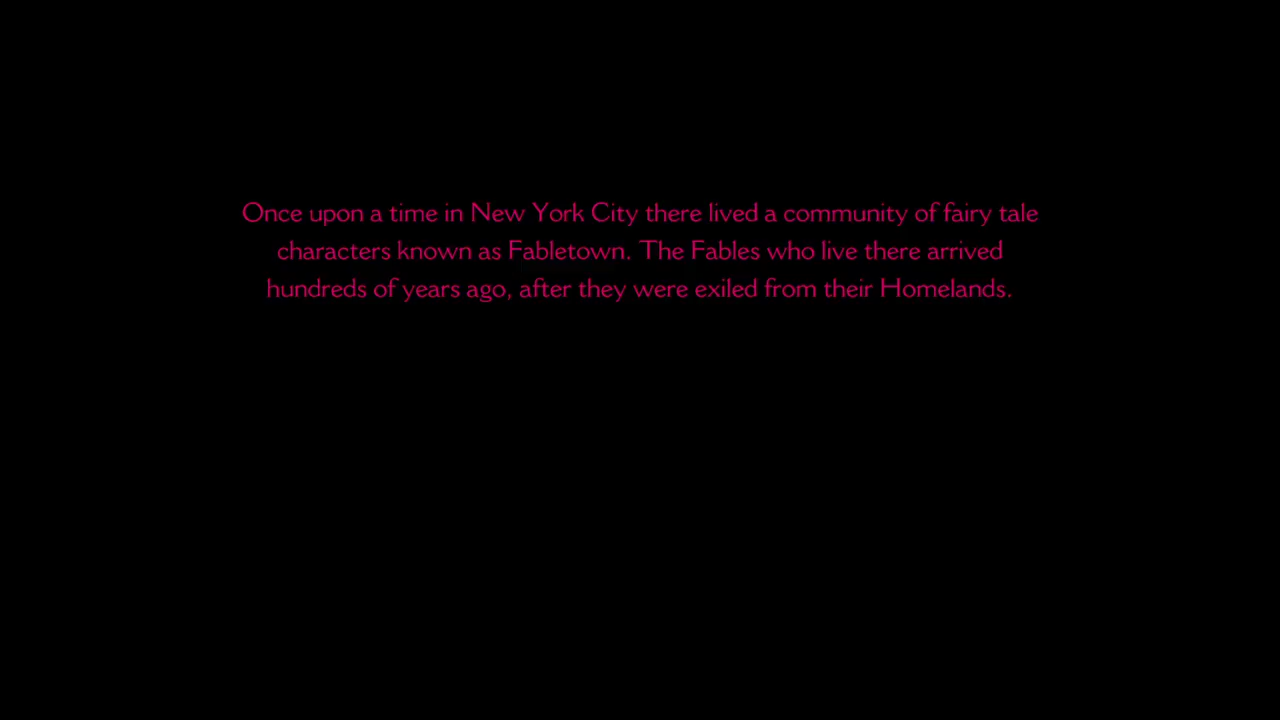 Once upon a time in New York City there lived a community of fairy tale
characters known as Fabletown. The Fables who live there arrived
hundreds of years ago, after they were exiled from their Homelands.